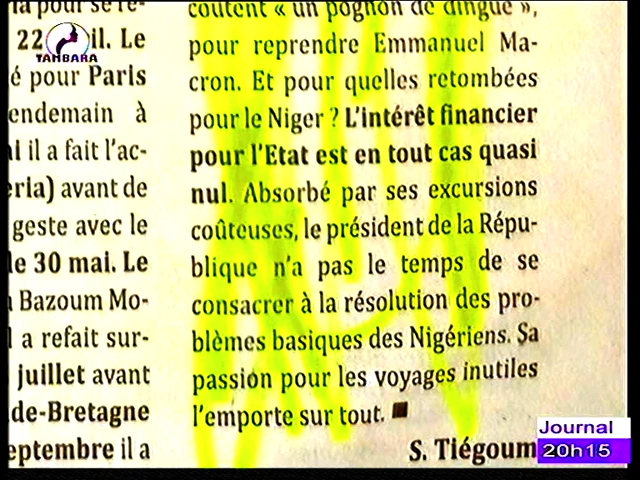 22
TAMBARA
il. Le
é pour Paris
endemain à
il a fait l'ac-
eria) avant de
geste avec le
le 30 mai. Le
Bazoum Mo-
a refait sur-
juillet avant
de-Bretagne
eptembre il a
coûtent « un pognon de dingue »,
pour reprendre Emmanuel Ma-
cron. Et pour quelles retombées
pour le Niger ? L'intérêt financier
pour l'Etat est en tout cas quasi
nul. Absorbé par ses excursions
coûteuses, le président de la Répu-
blique n'a pas le temps de se
consacrer à la résolution des pro-
blèmes basiques des Nigériens. Sa
passion pour les voyages inutiles
l'emporte sur tout. ■
S. Tiégoum
Journal
20h15